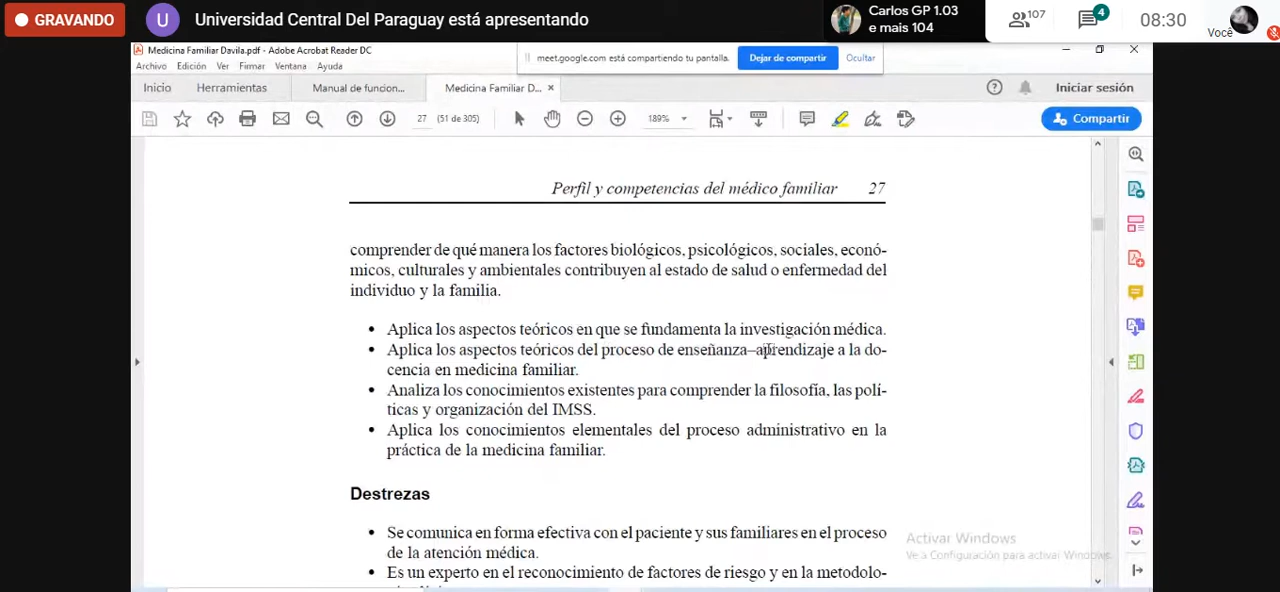 GRAVANDO
U
Universidad Central Del Paraguay está apresentando
Carlos GP 1.03
e mais 104
107
4
08:30
Você
Medicina Familiar Davila.pdf - Adobe Acrobat Reader DC
meet.google.com está compartiendo tu pantalla.
Dejar de compartir
Ocultar
Archivo Edición Ver Firmar Ventana Ayuda
Inicio
Herramientas
Manual de funcion...
Medicina Familiar D... ×
Iniciar sesión
27 (51 de 305)
189%
Compartir
Perfil y competencias del médico familiar 27
comprender de qué manera los factores biológicos, psicológicos, sociales, econó-
micos, culturales y ambientales contribuyen al estado de salud o enfermedad del
individuo y la familia.
• Aplica los aspectos teóricos en que se fundamenta la investigación médica.
• Aplica los aspectos teóricos del proceso de enseñanza–aprendizaje a la do-
cencia en medicina familiar.
• Analiza los conocimientos existentes para comprender la filosofía, las polí-
ticas y organización del IMSS.
• Aplica los conocimientos elementales del proceso administrativo en la
práctica de la medicina familiar.
Destrezas
• Se comunica en forma efectiva con el paciente y sus familiares en el proceso
de la atención médica.
• Es un experto en el reconocimiento de factores de riesgo y en la metodolo-
Activar Windows
Ve a Configuración para activar Windows.